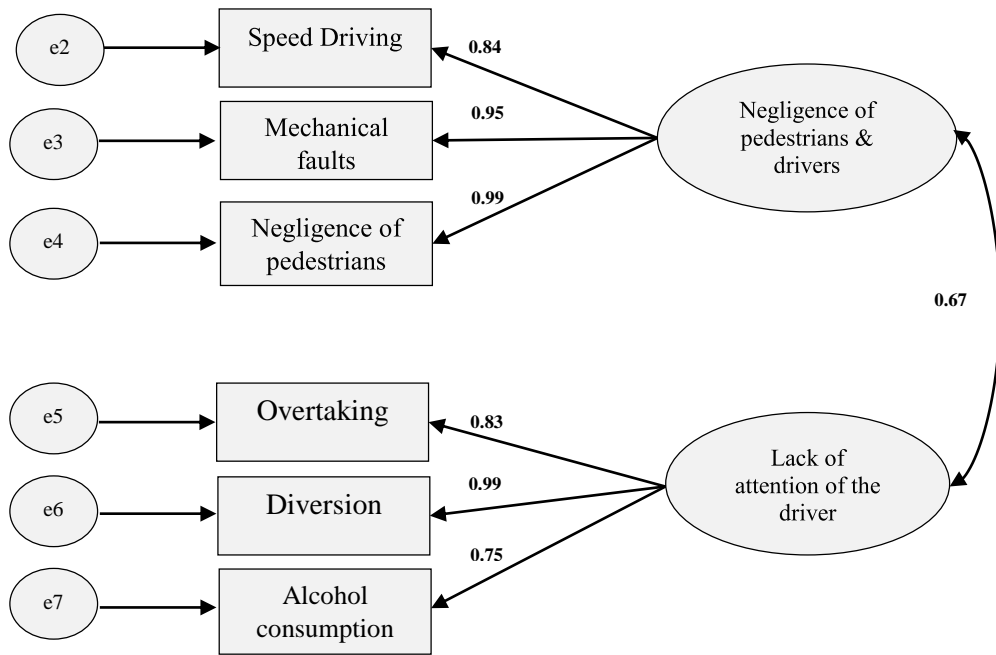 e2
Speed Driving
0.84
e3
Mechanical
faults
0.95
Negligence of
pedestrians &
drivers
e4
Negligence of
pedestrians
0.99
0.67
e5
Overtaking
0.83
e6
Diversion
0.99
Lack of
attention of the
driver
e7
Alcohol
consumption
0.75